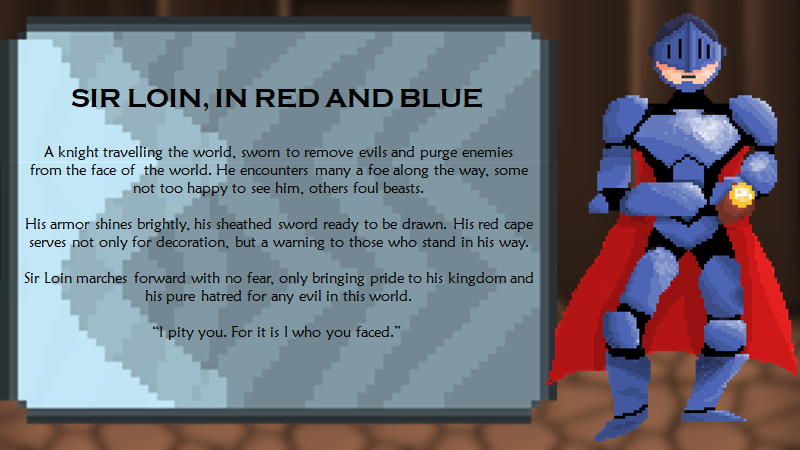 SIR LOIN, IN RED AND BLUE
A knight travelling the world, sworn to remove evils and purge enemies
from the face of the world. He encounters many a foe along the way, some
not too happy to see him, others foul beasts.
His armor shines brightly, his sheathed sword ready to be drawn. His red cape
serves not only for decoration, but a warning to those who stand in his way.
Sir Loin marches forward with no fear, only bringing pride to his kingdom and
his pure hatred for any evil in this world.
“I pity you. For it is I who you faced.”